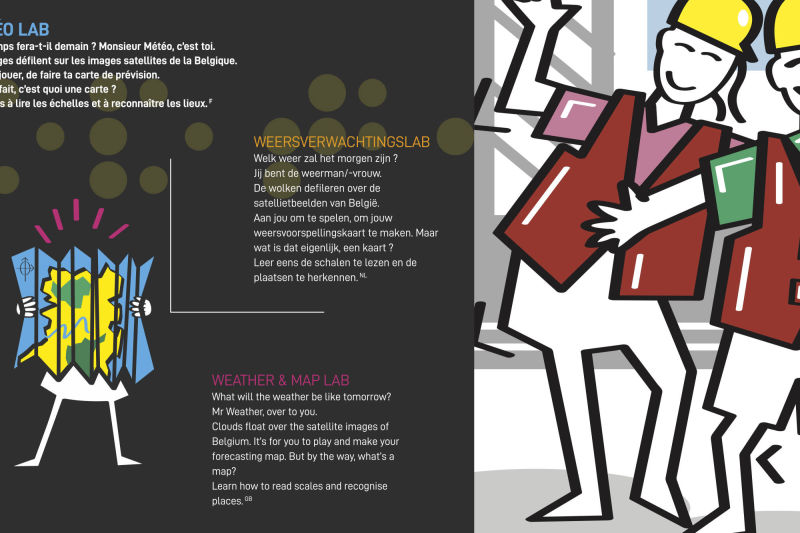 ÉO LAB
mps fera-t-il demain ? Monsieur Météo, c'est toi.
ges défilent sur les images satellites de la Belgique.
jouer, de faire ta carte de prévision.
fait, c'est quoi une carte ?
s à lire les échelles et à reconnaître les lieux. F
WEERSVERWACHTINGSLAB
Welk weer zal het morgen zijn ?
Jij bent de weerman/-vrouw.
De wolken defileren over de
satellietbeelden van België.
Aan jou om te spelen, om jouw
weersvoorspellingskaart te maken. Maar
wat is dat eigenlijk, een kaart ?
Leer eens de schalen te lezen en de
plaatsen te herkennen. NL
WEATHER & MAP LAB
What will the weather be like tomorrow?
Mr Weather, over to you.
Clouds float over the satellite images of
Belgium. It's for you to play and make your
forecasting map. But by the way, what's a
map?
Learn how to read scales and recognise
places. GB